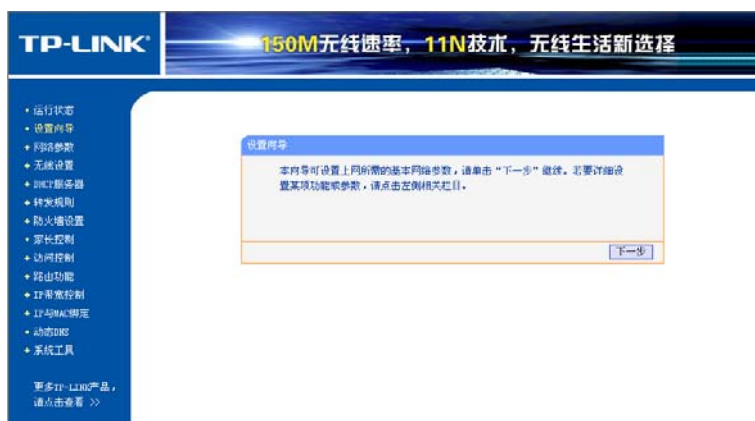 TP-LINK®
150M无线速率，11N技术，无线生活新选择
• 运行状态
• 设置向导
+ 网络参数
+ 无线设置
+ DHCP服务器
+ 转发规则
+ 防火墙设置
• 家长控制
+ 访问控制
+ 路由功能
+ IP带宽控制
+ IP与MAC绑定
• 动态DNS
+ 系统工具
更多TP-LINK产品，
请点击查看 >>
设置向导
本向导可设置上网所需的基本网络参数，请单击“下一步”继续。若要详细设
置某项功能或参数，请点击左侧相关栏目。
下一步